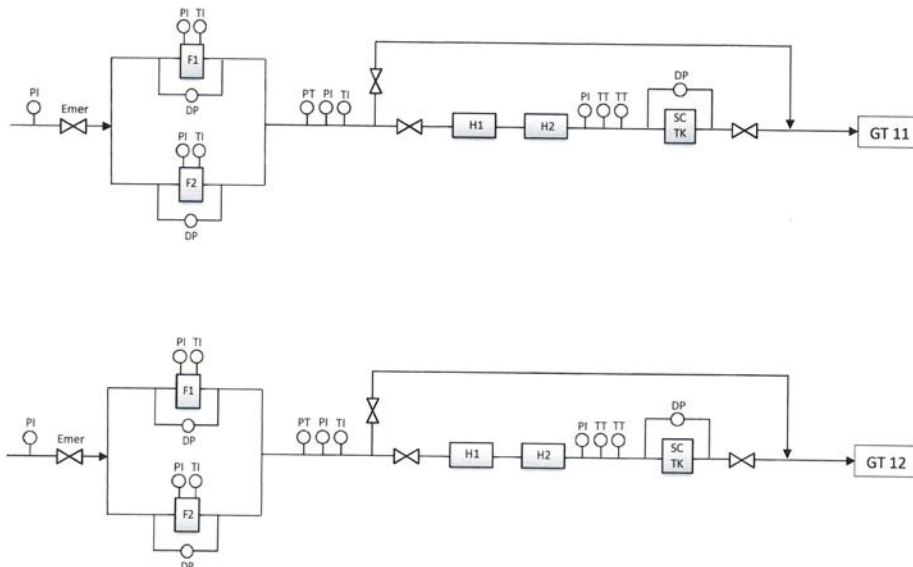 PI TI
F1
DP
PI
Emer
PI TI
F2
DP
PT PI TI
H1
H2
PI TT TT
DP
SC
TK
GT 11
PI TI
F1
DP
PI
Emer
PI TI
F2
DP
PT PI TI
H1
H2
PI TT TT
DP
SC
TK
GT 12